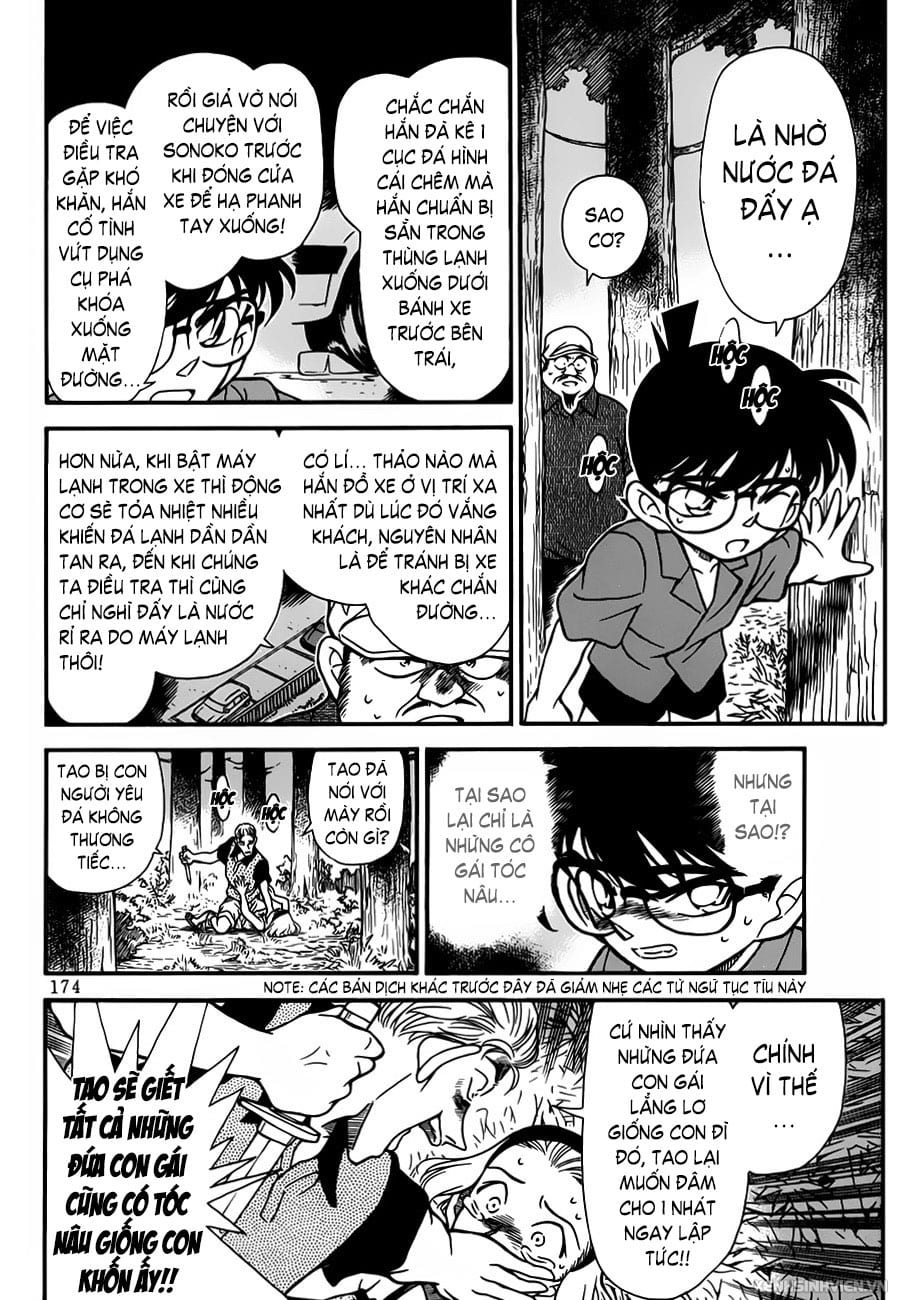 LÀ NHỜ
NƯỚC ĐÁ
ĐẤY Ạ
...
SAO
CƠ?
HỘC
HỘC
HỘC
CHẮC CHẮN
HẮN ĐÃ KÊ 1
CỤC ĐÁ HÌNH
CÁI CHÊM MÀ
HẮN CHUẨN BỊ
SẴN TRONG
THÙNG LẠNH
XUỐNG DƯỚI
BÁNH XE
TRƯỚC BÊN
TRÁI,
RỒI GIẢ VỜ NÓI
CHUYỆN VỚI
SONOKO TRƯỚC
KHI ĐÓNG CỬA
XE ĐỂ HẠ PHANH
TAY XUỐNG!
ĐỂ VIỆC
ĐIỀU TRA
GẶP KHÓ
KHĂN, HẮN
CỐ TÌNH
VỨT DỤNG
CỤ PHÁ
KHÓA
XUỐNG
MẶT
ĐƯỜNG...
CÓ LÍ... THẢO NÀO MÀ
HẮN ĐỖ XE Ở VỊ TRÍ XA
NHẤT DÙ LÚC ĐÓ VẮNG
KHÁCH, NGUYÊN NHÂN
LÀ ĐỂ TRÁNH BỊ XE
KHÁC CHẮN
ĐƯỜNG...
HƠN NỮA, KHI BẬT MÁY
LẠNH TRONG XE THÌ ĐỘNG
CƠ SẼ TỎA NHIỆT NHIỀU
KHIẾN ĐÁ LẠNH DẦN DẦN
TAN RA, ĐẾN KHI CHÚNG
TA ĐIỀU TRA THÌ CŨNG
CHỈ NGHĨ ĐẤY LÀ NƯỚC
RỈ RA DO MÁY LẠNH
THÔI!
NHƯNG
TẠI
SAO!?
TẠI SAO
LẠI CHỈ LÀ
NHỮNG CÔ
GÁI TÓC
NÂU...
TAO ĐÃ
NÓI VỚI
MÀY RỒI
CÒN GÌ?
HỘC
HỘC
TAO BỊ CON
NGƯỜI YÊU
ĐÁ KHÔNG
THƯƠNG
TIẾC...
174
NOTE: CÁC BẢN DỊCH KHÁC TRƯỚC ĐÂY ĐÃ GIẢM NHẸ CÁC TỪ NGỮ TỤC TĨU NÀY
CHÍNH
VÌ THẾ
...
CỨ NHÌN THẤY
NHỮNG ĐỨA
CON GÁI
LẲNG LƠ
GIỐNG CON ĐĨ
ĐÓ, TAO LẠI
MUỐN ĐÂM
CHO 1 NHÁT
NGAY LẬP
TỨC!!
TAO SẼ GIẾT
TẤT CẢ NHỮNG
ĐỨA CON GÁI
CŨNG CÓ TÓC
NÂU GIỐNG CON
KHỐN ẤY!!